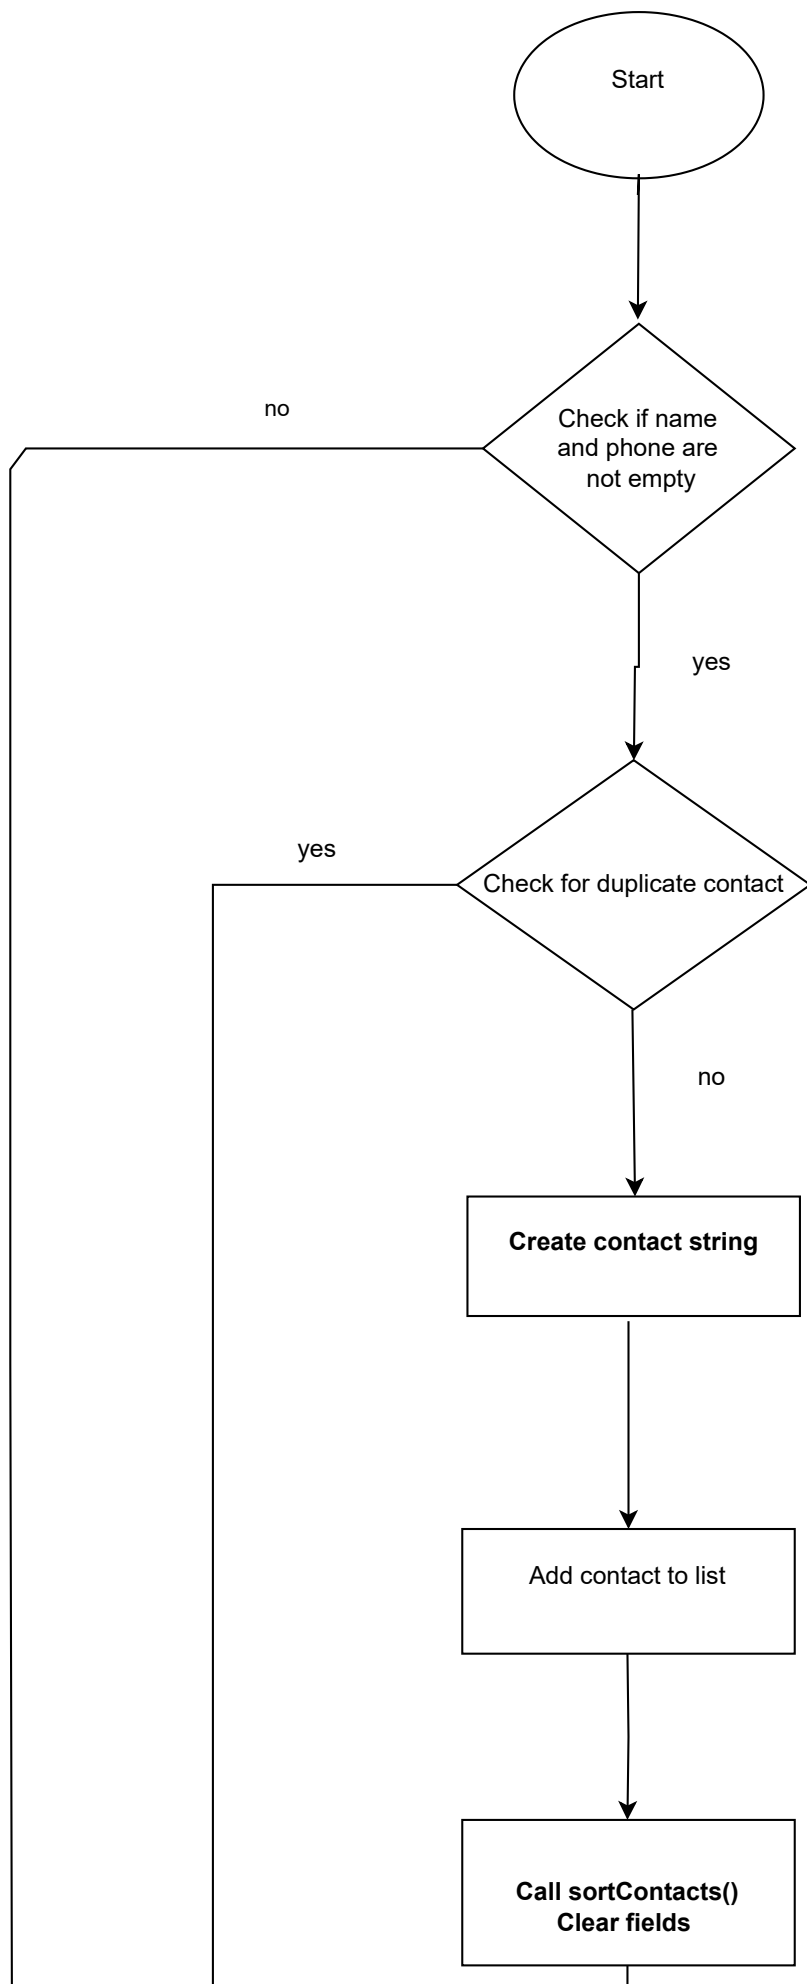 Start
no
Check if name
and phone are
not empty
yes
yes
Check for duplicate contact
no
Create contact string
Add contact to list
Call sortContacts()
Clear fields